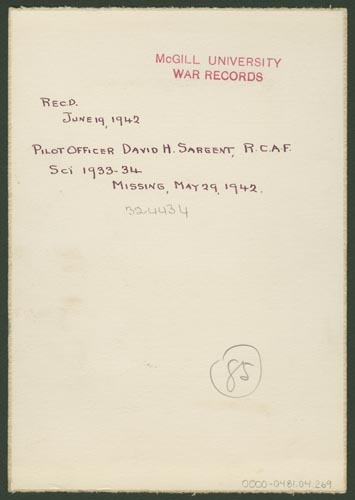 McGILL UNIVERSITY
WAR RECORDS
REC.D.
JUNE 19, 1942
PILOT OFFICER DAVID H. SARGENT, R.C.A.F.
Sci 1933-34
MISSING, MAY 29, 1942.
324434
85
0000-0481.04.269